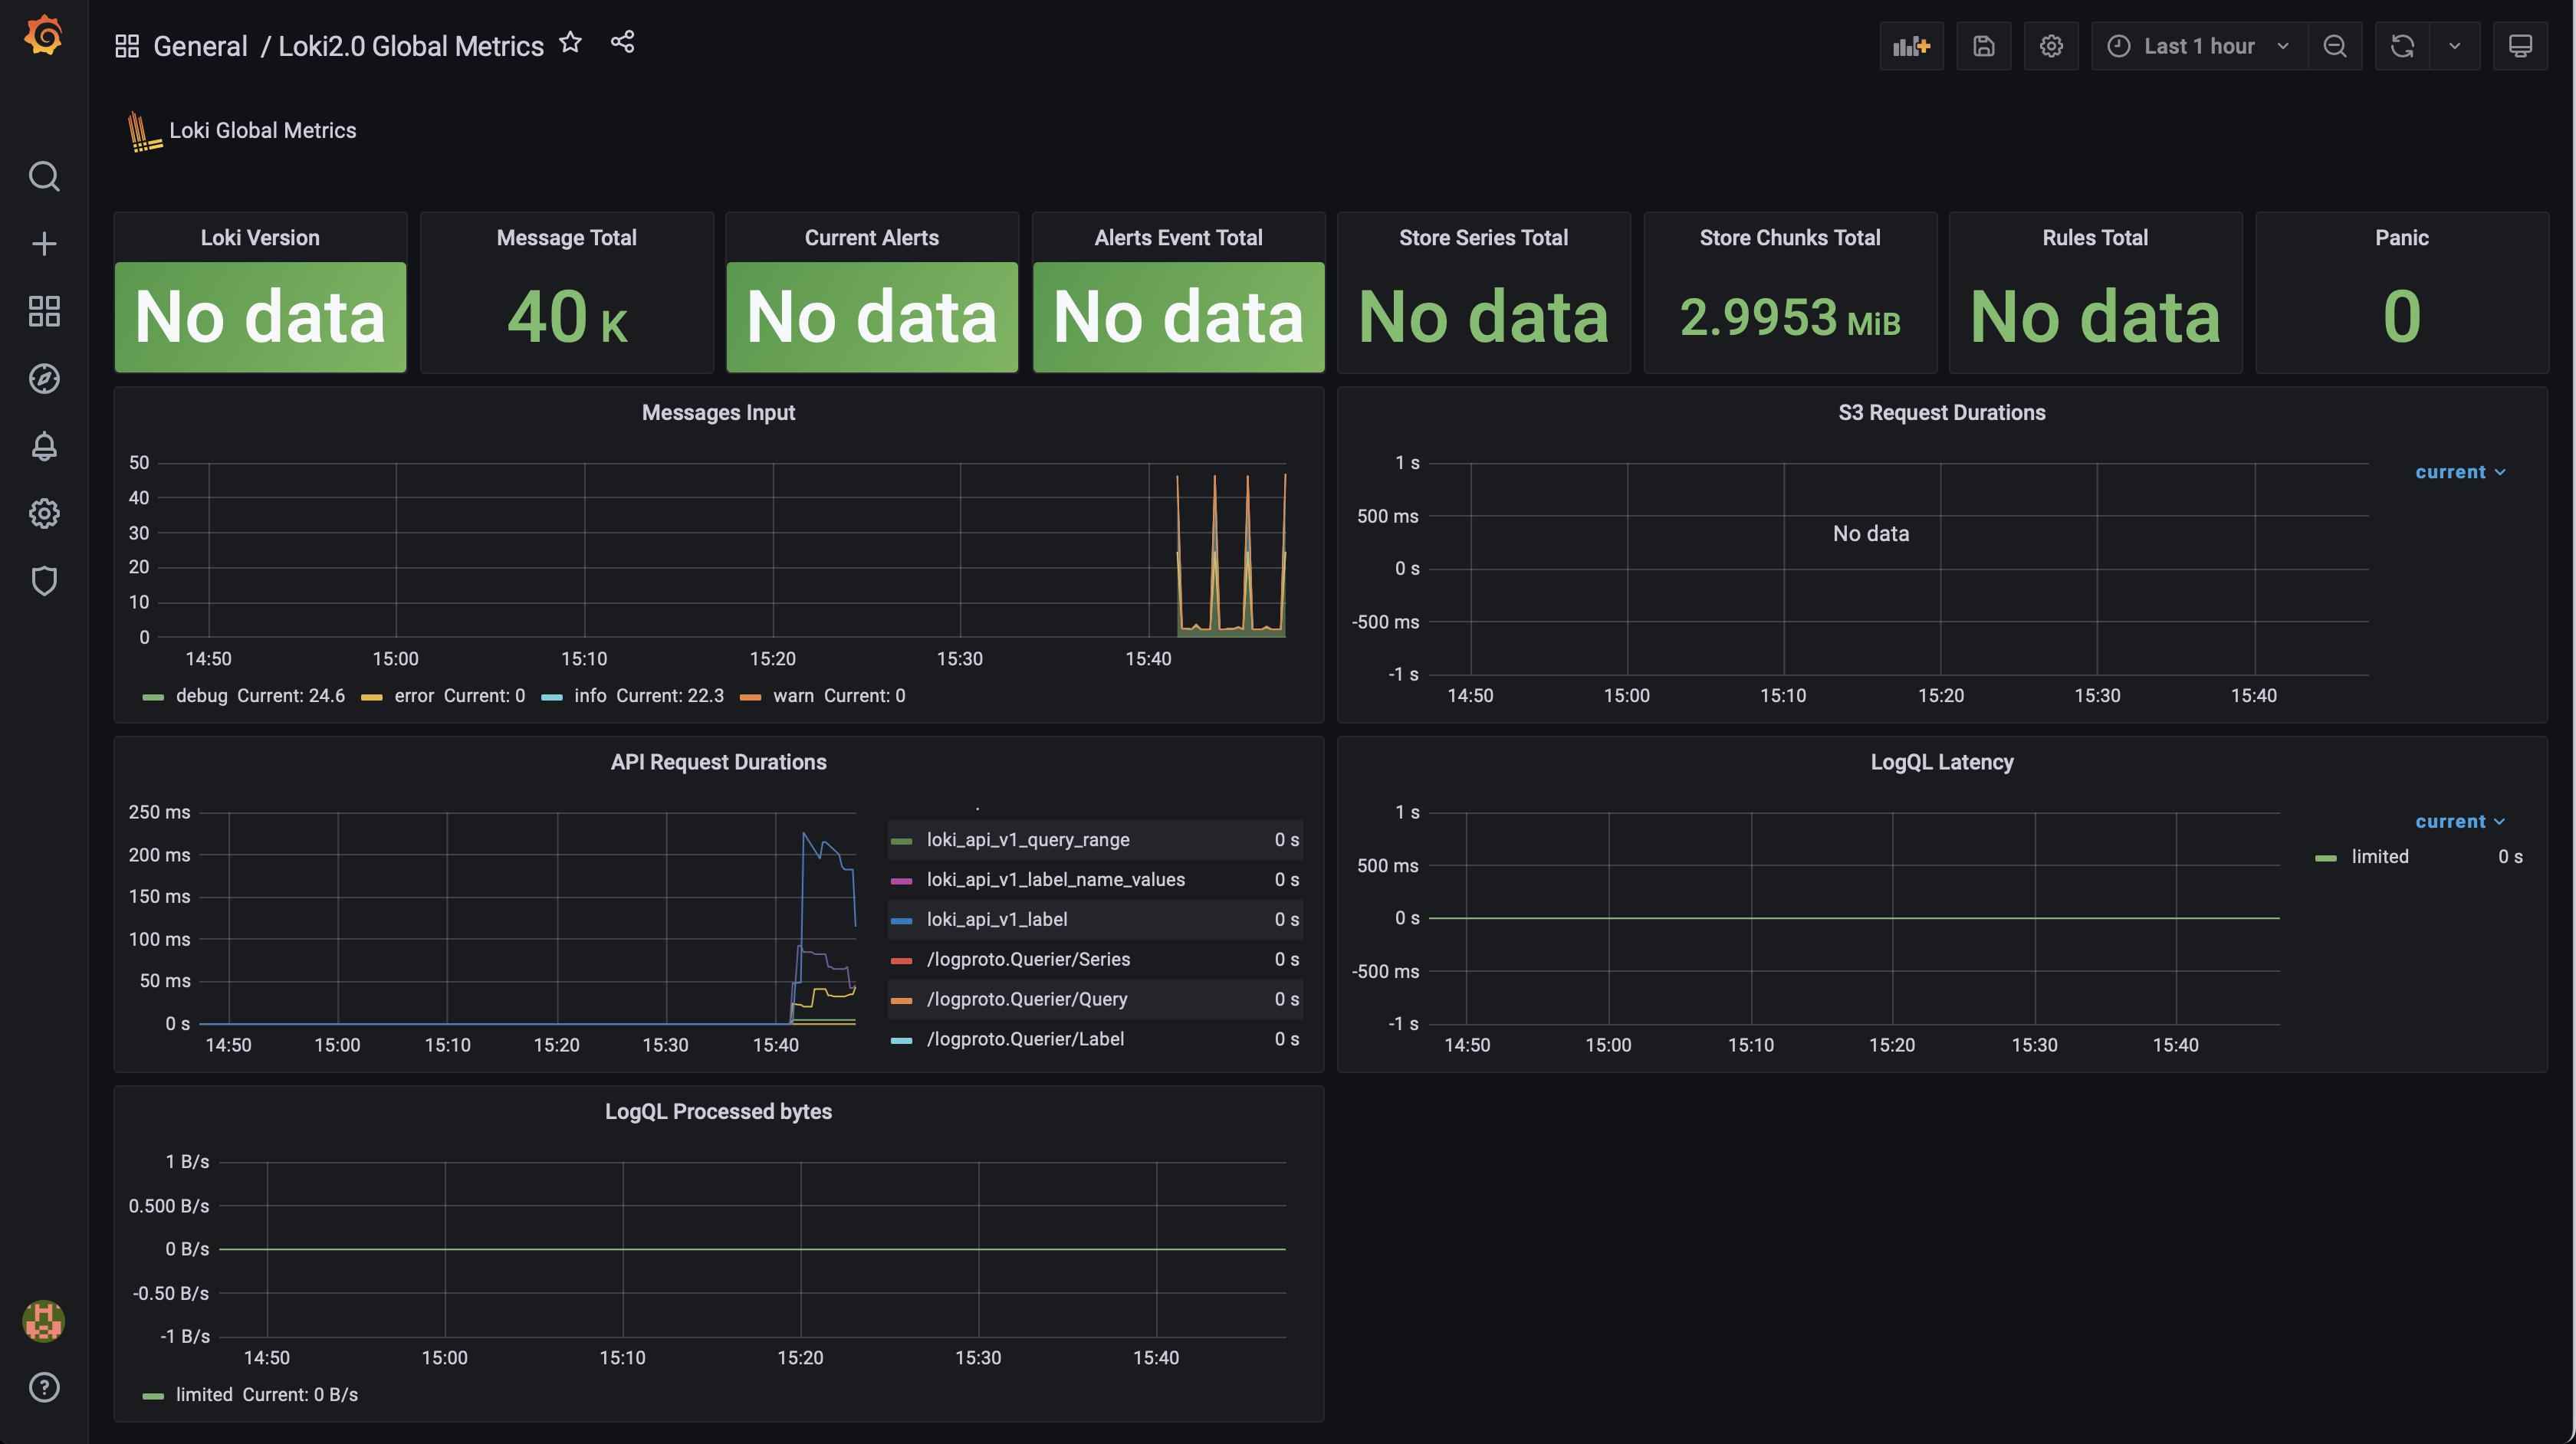 General / Loki2.0 Global Metrics
Last 1 hour
Loki Global Metrics
Loki Version
No data
Message Total
40 K
Current Alerts
No data
Alerts Event Total
No data
Store Series Total
No data
Store Chunks Total
2.9953 MiB
Rules Total
No data
Panic
0
Messages Input
50
40
30
20
10
0
14:50 15:00 15:10 15:20 15:30 15:40
debug Current: 24.6 error Current: 0 info Current: 22.3 warn Current: 0
S3 Request Durations
current
1 s
500 ms
No data
0 s
-500 ms
-1 s
14:50 15:00 15:10 15:20 15:30 15:40
API Request Durations
250 ms
200 ms
150 ms
100 ms
50 ms
0 s
14:50 15:00 15:10 15:20 15:30 15:40
loki_api_v1_query_range 0 s
loki_api_v1_label_name_values 0 s
loki_api_v1_label 0 s
/logproto.Querier/Series 0 s
/logproto.Querier/Query 0 s
/logproto.Querier/Label 0 s
LogQL Latency
1 s
500 ms
0 s
-500 ms
-1 s
14:50 15:00 15:10 15:20 15:30 15:40
current
limited 0 s
LogQL Processed bytes
1 B/s
0.500 B/s
0 B/s
-0.50 B/s
-1 B/s
14:50 15:00 15:10 15:20 15:30 15:40
limited Current: 0 B/s